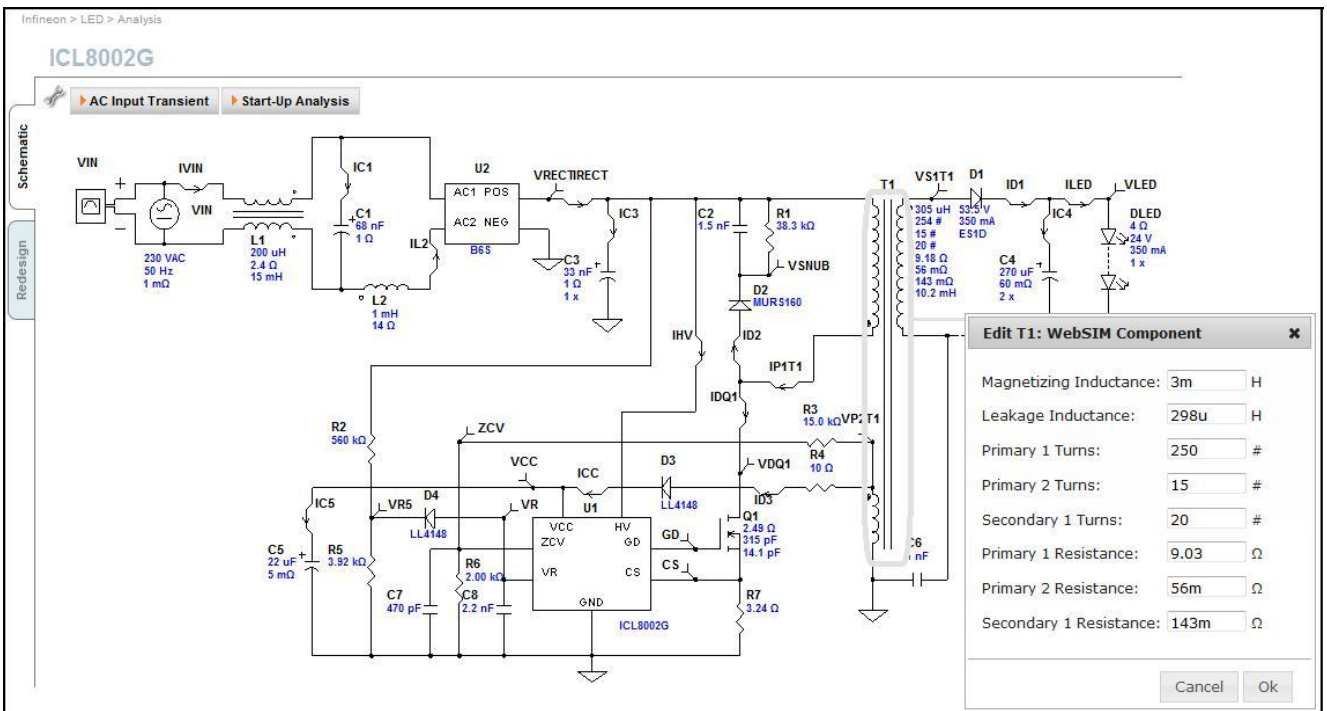 Infineon > LED > Analysis
ICL8002G
AC Input Transient
Start-Up Analysis
Schematic
Redesign
VIN
+
−
IVIN
VIN
230 VAC
50 Hz
1 mΩ
L1
200 uH
2.4 Ω
15 mH
IC1
+
C1
68 nF
1 Ω
IL2
L2
1 mH
14 Ω
U2
AC1 POS
AC2 NEG
B6S
VRECTIRECT
IC3
C3
33 nF
+
1 Ω
1 x
C2
1.5 nF
R1
38.3 kΩ
VSNUB
D2
MURS160
IHV
ID2
IP1T1
IDQ1
T1
305 uH
254 #
15 #
20 #
9.18 Ω
56 mΩ
143 mΩ
10.2 mH
VS1T1
D1
53.5 V
350 mA
ES1D
ID1
ILED
VLED
IC4
C4
270 uF
+
60 mΩ
2 x
DLED
4 Ω
24 V
350 mA
1 x
R2
560 kΩ
ZCV
R3
15.0 kΩ
VP2T1
R4
10 Ω
VCC
ICC
D3
LL4148
VDQ1
ID3
IC5
VR5
D4
LL4148
VR
U1
VCC
HV
ZCV
GD
VR
CS
GND
ICL8002G
GD
CS
Q1
2.49 Ω
315 pF
14.1 pF
C5
22 uF
+
5 mΩ
R5
3.92 kΩ
R6
2.00 kΩ
C7
470 pF
C8
2.2 nF
R7
3.24 Ω
C6
nF
Edit T1: WebSIM Component
Magnetizing Inductance: 3m H
Leakage Inductance: 298u H
Primary 1 Turns: 250 #
Primary 2 Turns: 15 #
Secondary 1 Turns: 20 #
Primary 1 Resistance: 9.03 Ω
Primary 2 Resistance: 56m Ω
Secondary 1 Resistance: 143m Ω
Cancel Ok